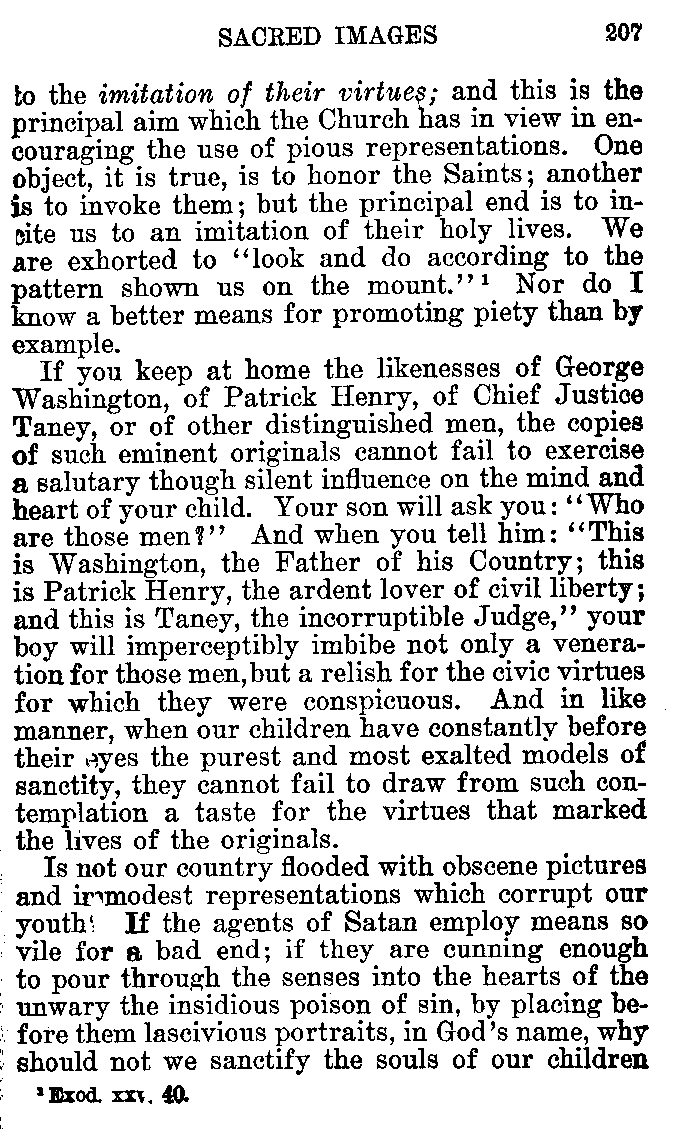 SACRED IMAGES 207
to the imitation of their virtues; and this is the
principal aim which the Church has in view in en-
couraging the use of pious representations. One
object, it is true, is to honor the Saints; another
is to invoke them; but the principal end is to in-
cite us to an imitation of their holy lives. We
are exhorted to "look and do according to the
pattern shown us on the mount."¹ Nor do I
know a better means for promoting piety than by
example.
If you keep at home the likenesses of George
Washington, of Patrick Henry, of Chief Justice
Taney, or of other distinguished men, the copies
of such eminent originals cannot fail to exercise
a salutary though silent influence on the mind and
heart of your child. Your son will ask you: "Who
are those men?" And when you tell him: "This
is Washington, the Father of his Country; this
is Patrick Henry, the ardent lover of civil liberty;
and this is Taney, the incorruptible Judge," your
boy will imperceptibly imbibe not only a venera-
tion for those men, but a relish for the civic virtues
for which they were conspicuous. And in like
manner, when our children have constantly before
their eyes the purest and most exalted models of
sanctity, they cannot fail to draw from such con-
templation a taste for the virtues that marked
the lives of the originals.
Is not our country flooded with obscene pictures
and immodest representations which corrupt our
youth? If the agents of Satan employ means so
vile for a bad end; if they are cunning enough
to pour through the senses into the hearts of the
unwary the insidious poison of sin, by placing be-
fore them lascivious portraits, in God's name, why
should not we sanctify the souls of our children
¹ Exod. xxv. 40.